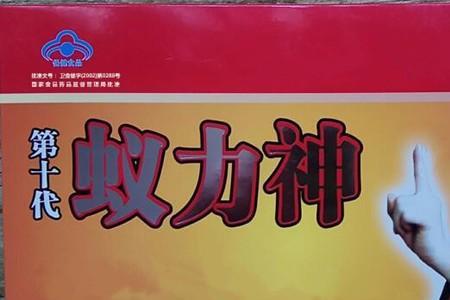 保健食品
批准文号：卫食健字(2002)第0288号
国家食品药品监督管理局批准
第十代
蚁力神